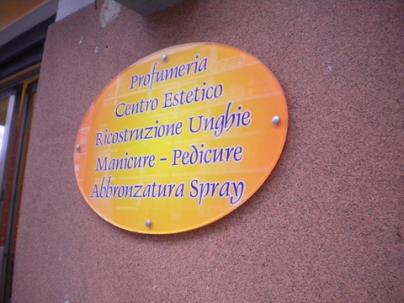 Profumeria
Centro Estetico
Ricostruzione Unghie
Manicure - Pedicure
Abbronzatura Spray